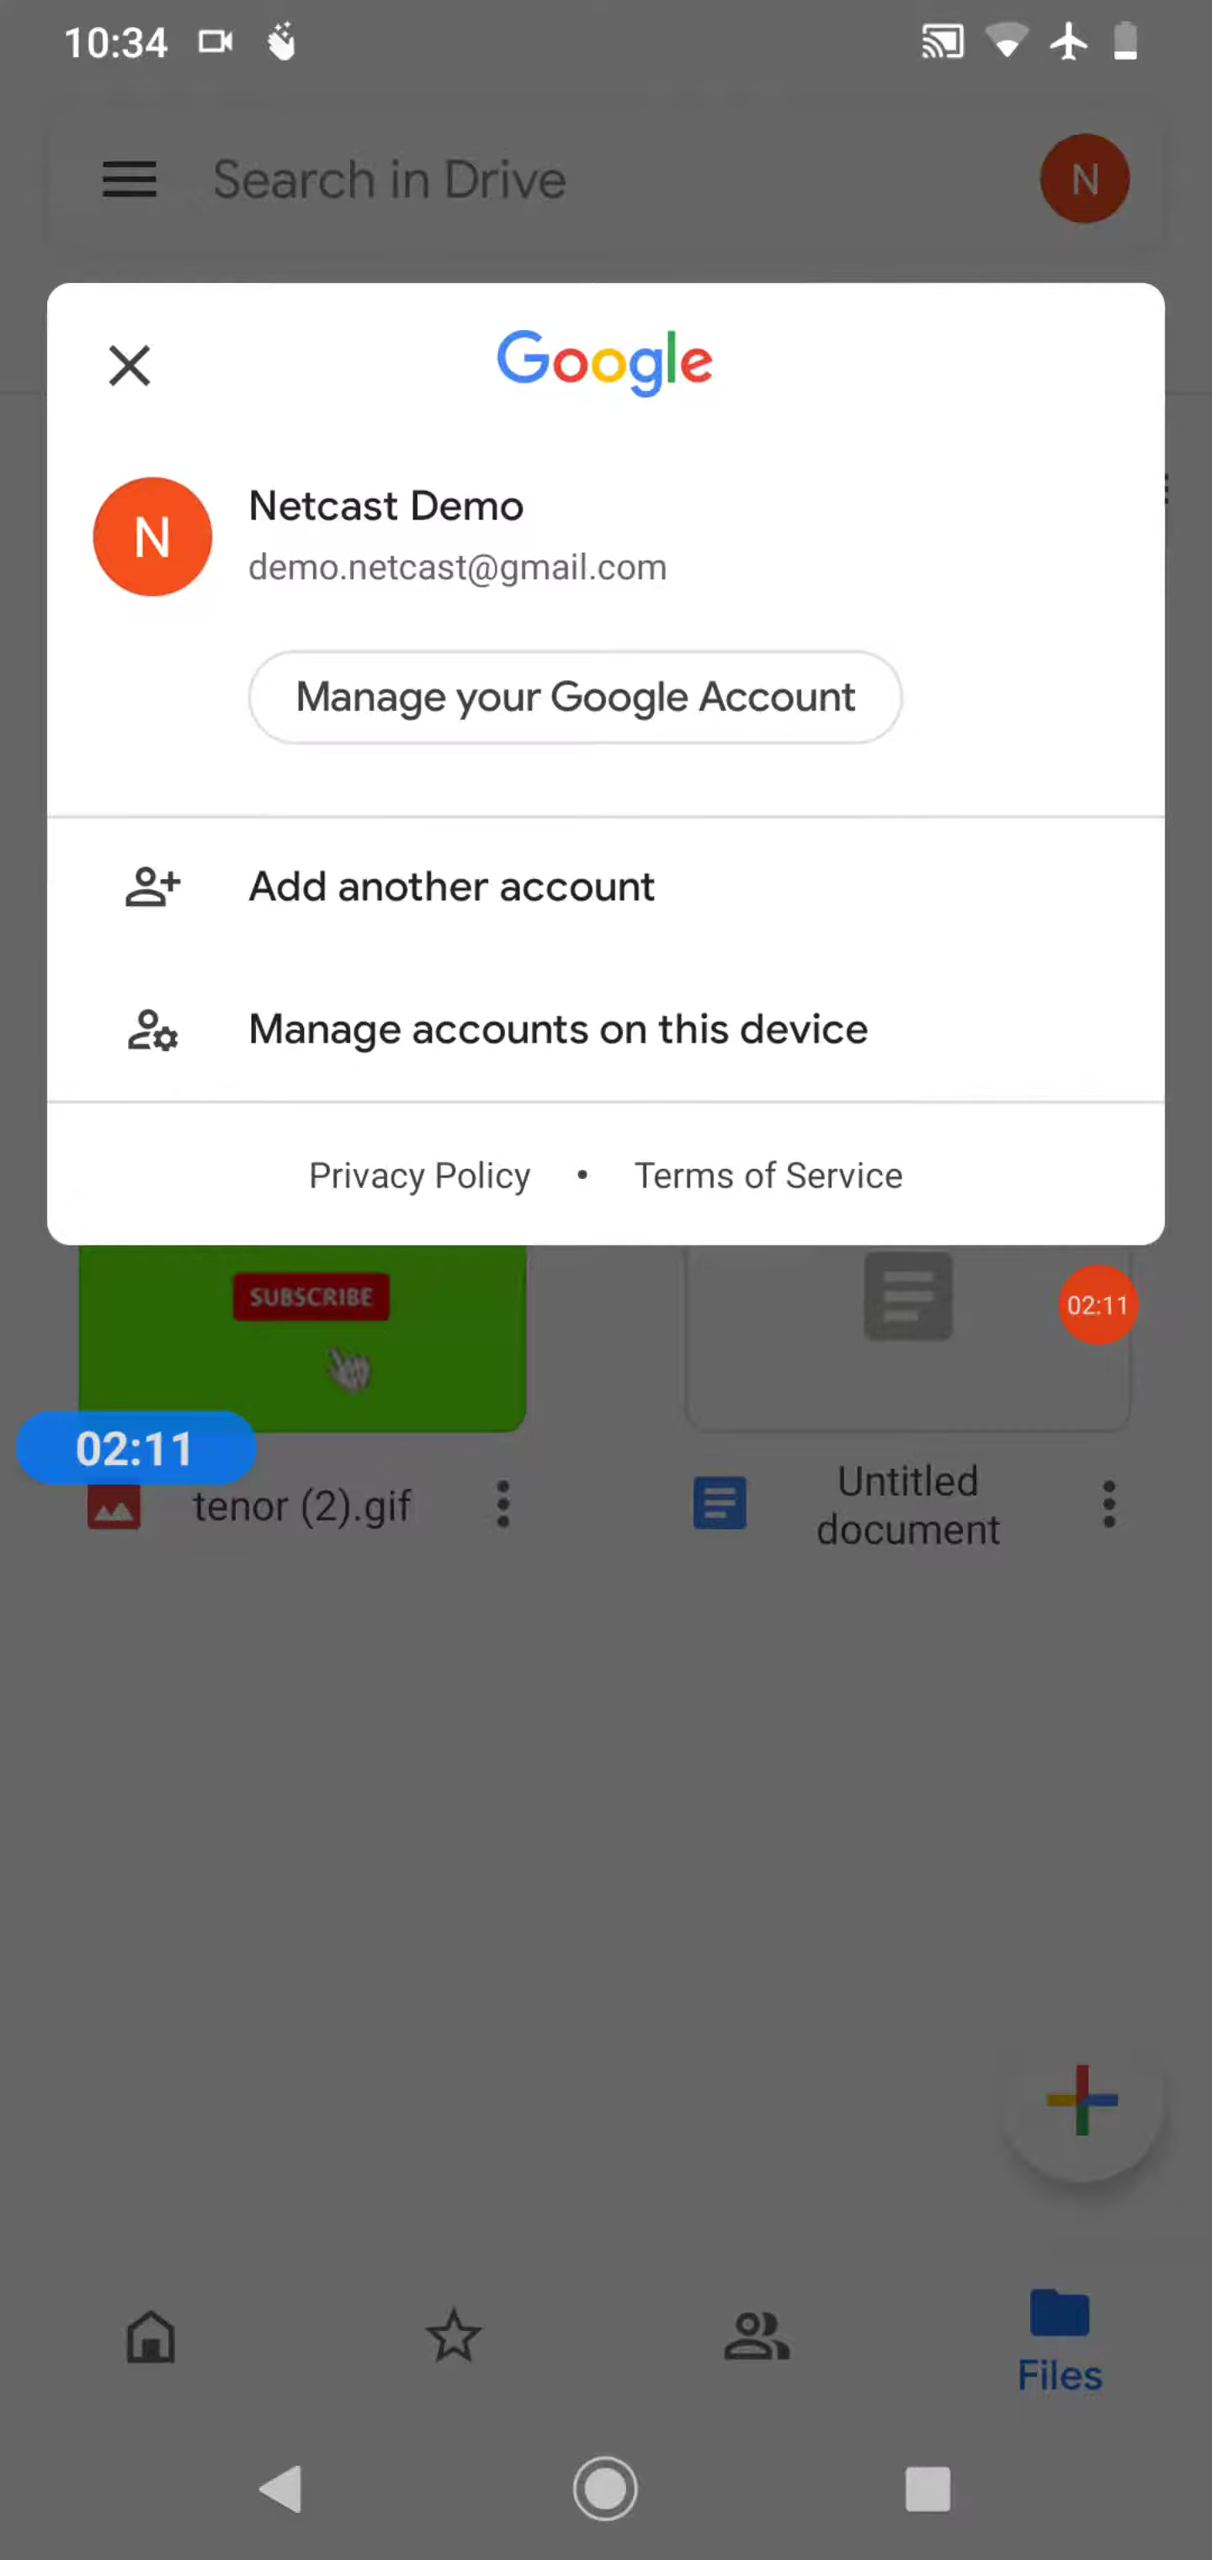 10:34
Search in Drive
N
Google
N
Netcast Demo
demo.netcast@gmail.com
Manage your Google Account
Add another account
Manage accounts on this device
Privacy Policy • Terms of Service
SUBSCRIBE
02:11
02:11
tenor (2).gif
Untitled
document
Files